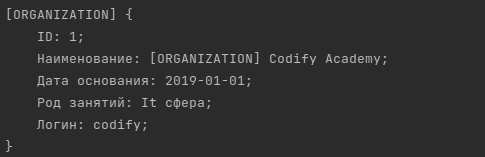 [ORGANIZATION] {
ID: 1;
Наименование: [ORGANIZATION] Codify Academy;
Дата основания: 2019-01-01;
Род занятий: It сфера;
Логин: codify;
}